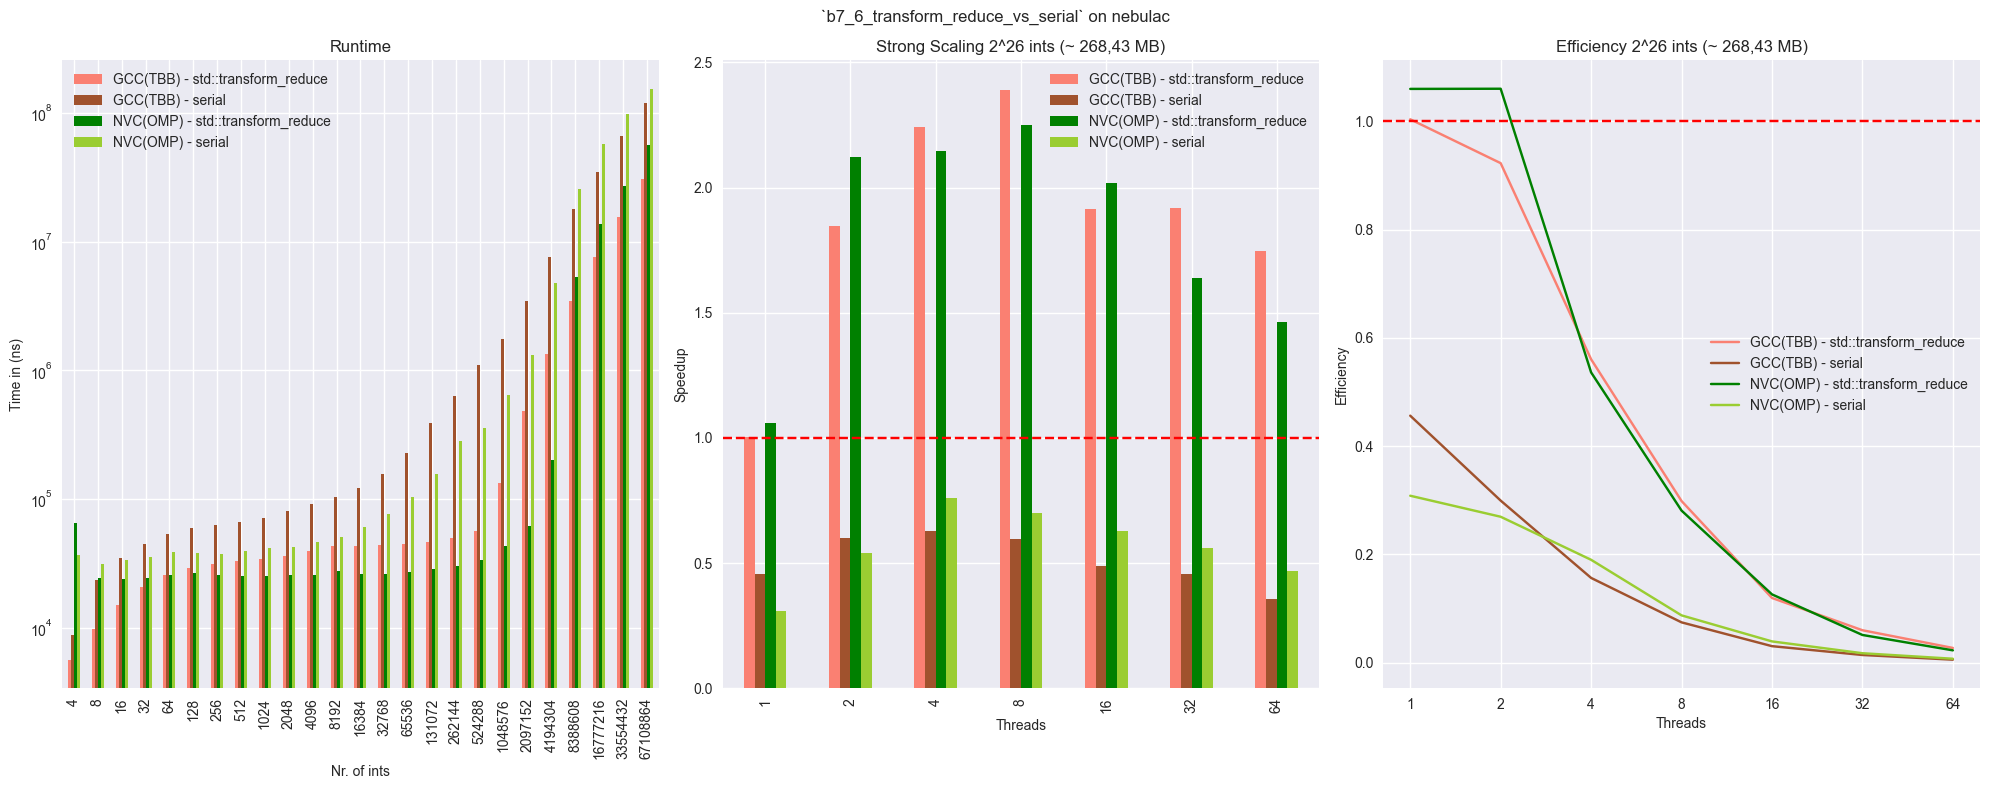 `b7_6_transform_reduce_vs_serial` on nebulac
Runtime
GCC(TBB) - std::transform_reduce
GCC(TBB) - serial
NVC(OMP) - std::transform_reduce
NVC(OMP) - serial
10^8
10^7
10^6
10^5
10^4
Time in (ns)
4 8 16 32 64 128 256 512 1024 2048 4096 8192 16384 32768 65536 131072 262144 524288 1048576 2097152 4194304 8388608 16777216 33554432 67108864
Nr. of ints
Strong Scaling 2^26 ints (~ 268,43 MB)
GCC(TBB) - std::transform_reduce
GCC(TBB) - serial
NVC(OMP) - std::transform_reduce
NVC(OMP) - serial
2.5
2.0
1.5
1.0
0.5
0.0
Speedup
1 2 4 8 16 32 64
Threads
Efficiency 2^26 ints (~ 268,43 MB)
1.0
0.8
0.6
0.4
0.2
0.0
Efficiency
GCC(TBB) - std::transform_reduce
GCC(TBB) - serial
NVC(OMP) - std::transform_reduce
NVC(OMP) - serial
1 2 4 8 16 32 64
Threads